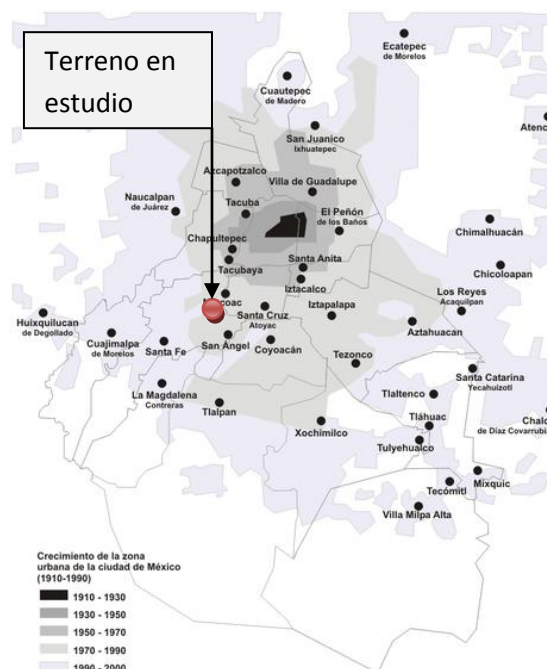 Terreno en
estudio
Ecatepec
de Morelos
Cuautepec
de Madero
San Juanico
Ixhuatepec
Azcapotzalco
Villa de Guadalupe
Naucalpan
de Juárez
Tacuba
El Peñón
de los Baños
Chimalhuacán
Chapultepec
Santa Anita
Tacubaya
Chicoloapan
Iztacalco
Los Reyes
Acaquilpan
Santa Cruz
Atoyac
Iztapalapa
Huixquilucan
de Degollado
Aztahuacan
Cuajimalpa
de Morelos
Santa Fe
San Ángel
Coyoacán
Tezonco
Santa Catarina
Yecahuizotl
La Magdalena
Contreras
Tlaltenco
Tlalpan
Tláhuac
Xochimilco
Tulyehualco
de Díaz Covarrubia
Mixquic
Tecómitl
Villa Milpa Alta
Crecimiento de la zona
urbana de la ciudad de México
(1910-1990)
1910 - 1930
1930 - 1950
1950 - 1970
1970 - 1990
1990 - 2000